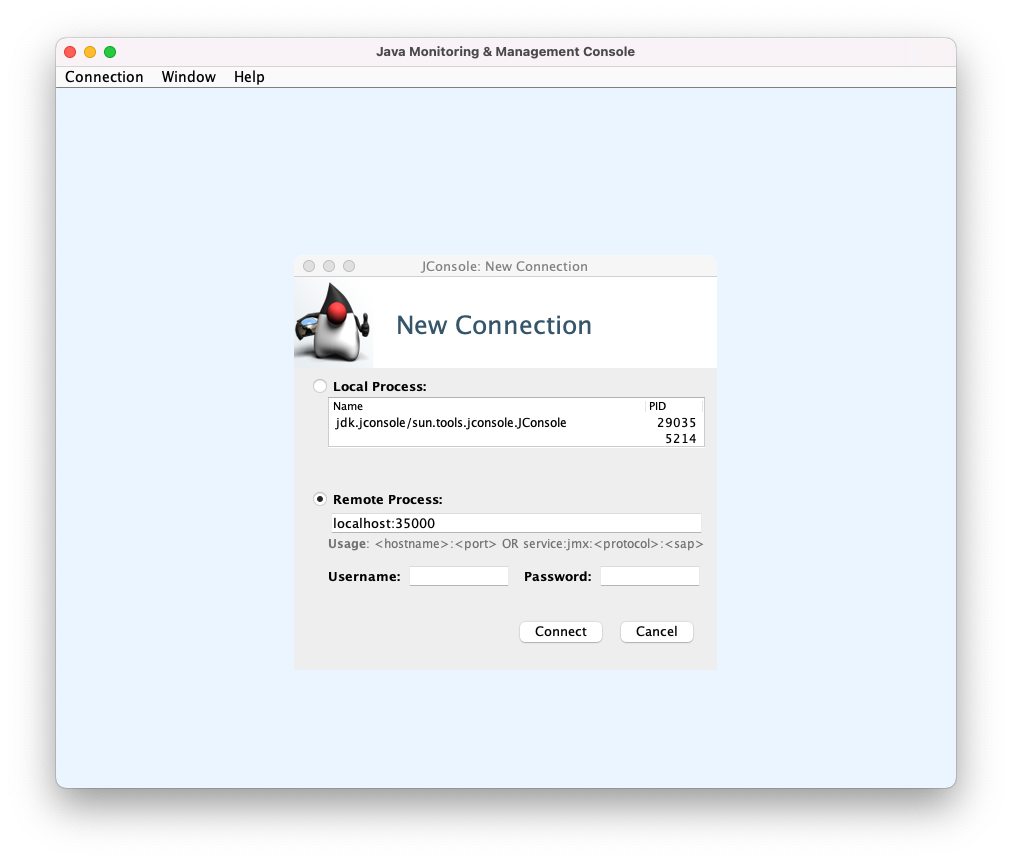 Java Monitoring & Management Console
Connection Window Help
JConsole: New Connection
New Connection
Local Process:
Name PID
jdk.jconsole/sun.tools.jconsole.JConsole 29035
5214
Remote Process:
localhost:35000
Usage: <hostname>:<port> OR service:jmx:<protocol>:<sap>
Username: Password:
Connect Cancel